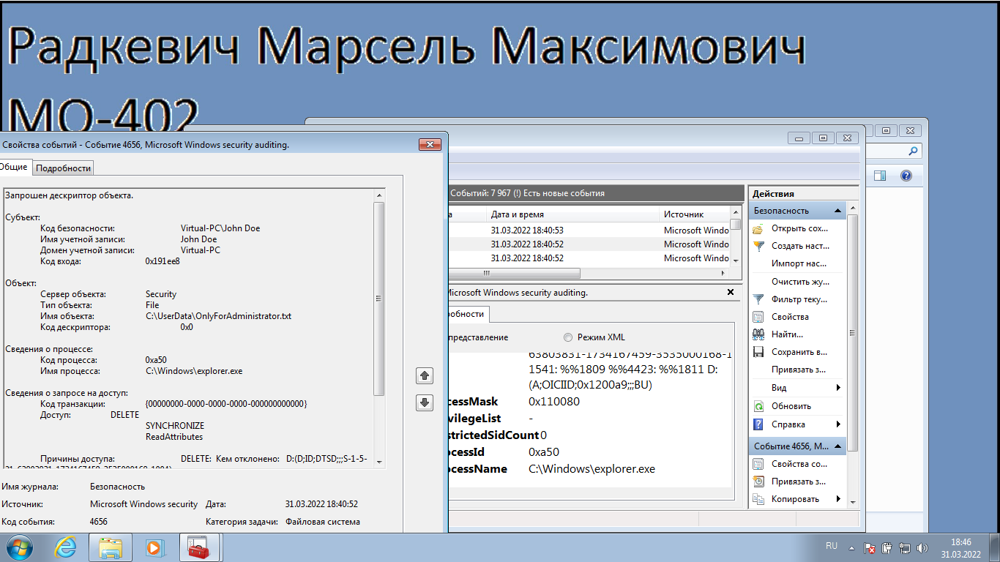 Радкевич Марсель Максимович
МО-402
Свойства событий - Событие 4656, Microsoft Windows security auditing.
Общие Подробности
Запрошен дескриптор объекта.
Субъект:
Код безопасности: Virtual-PC\John Doe
Имя учетной записи: John Doe
Домен учетной записи: Virtual-PC
Код входа: 0x191ee8
Объект:
Сервер объекта: Security
Тип объекта: File
Имя объекта: C:\UserData\OnlyForAdministrator.txt
Код дескриптора: 0x0
Сведения о процессе:
Код процесса: 0xa50
Имя процесса: C:\Windows\explorer.exe
Сведения о запросе на доступ:
Код транзакции: {00000000-0000-0000-0000-000000000000}
Доступ: DELETE
SYNCHRONIZE
ReadAttributes
Причины доступа: DELETE: Кем отклонено: D:(D;ID;DTSD;;;S-1-5-
21-63803831-1734167459-3535000168-1004)
Имя журнала: Безопасность
Источник: Microsoft Windows security Дата: 31.03.2022 18:40:52
Код события: 4656 Категория задачи: Файловая система
Событий: 7 967 (!) Есть новые события
а Дата и время Источник
31.03.2022 18:40:53 Microsoft Windo
31.03.2022 18:40:52 Microsoft Windo
31.03.2022 18:40:52 Microsoft Windo
Microsoft Windows security auditing.
робности
представление Режим XML
63803831-1734167459-3535000168-1
1541: %%1809 %%4423: %%1811 D:
(A;OICIID;0x1200a9;;;BU)
cessMask 0x110080
vilegeList -
strictedSidCount 0
ocessId 0xa50
ocessName C:\Windows\explorer.exe
Действия
Безопасность
Открыть сох...
Создать наст...
Импорт нас...
Очистить жу...
Фильтр теку...
Свойства
Найти...
Сохранить в...
Привязать з...
Вид
Обновить
Справка
Событие 4656, М...
Свойства со...
Привязать з...
Копировать
RU 18:46
31.03.2022